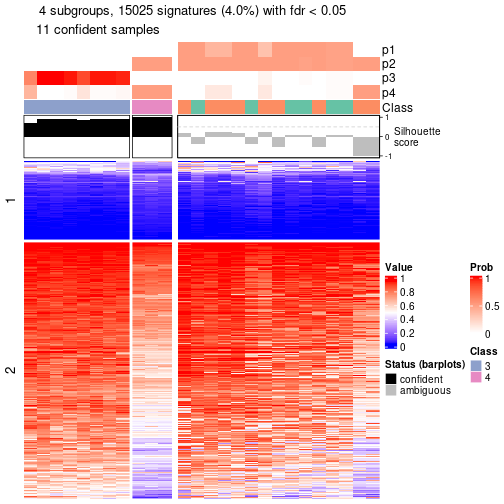 4 subgroups, 15025 signatures (4.0%) with fdr < 0.05
11 confident samples
p1
p2
p3
p4
Class
1
0
-1
Silhouette
score
1
2
Value
1
0.8
0.6
0.4
0.2
0
Prob
1
0.5
0
Status (barplots)
confident
ambiguous
Class
3
4